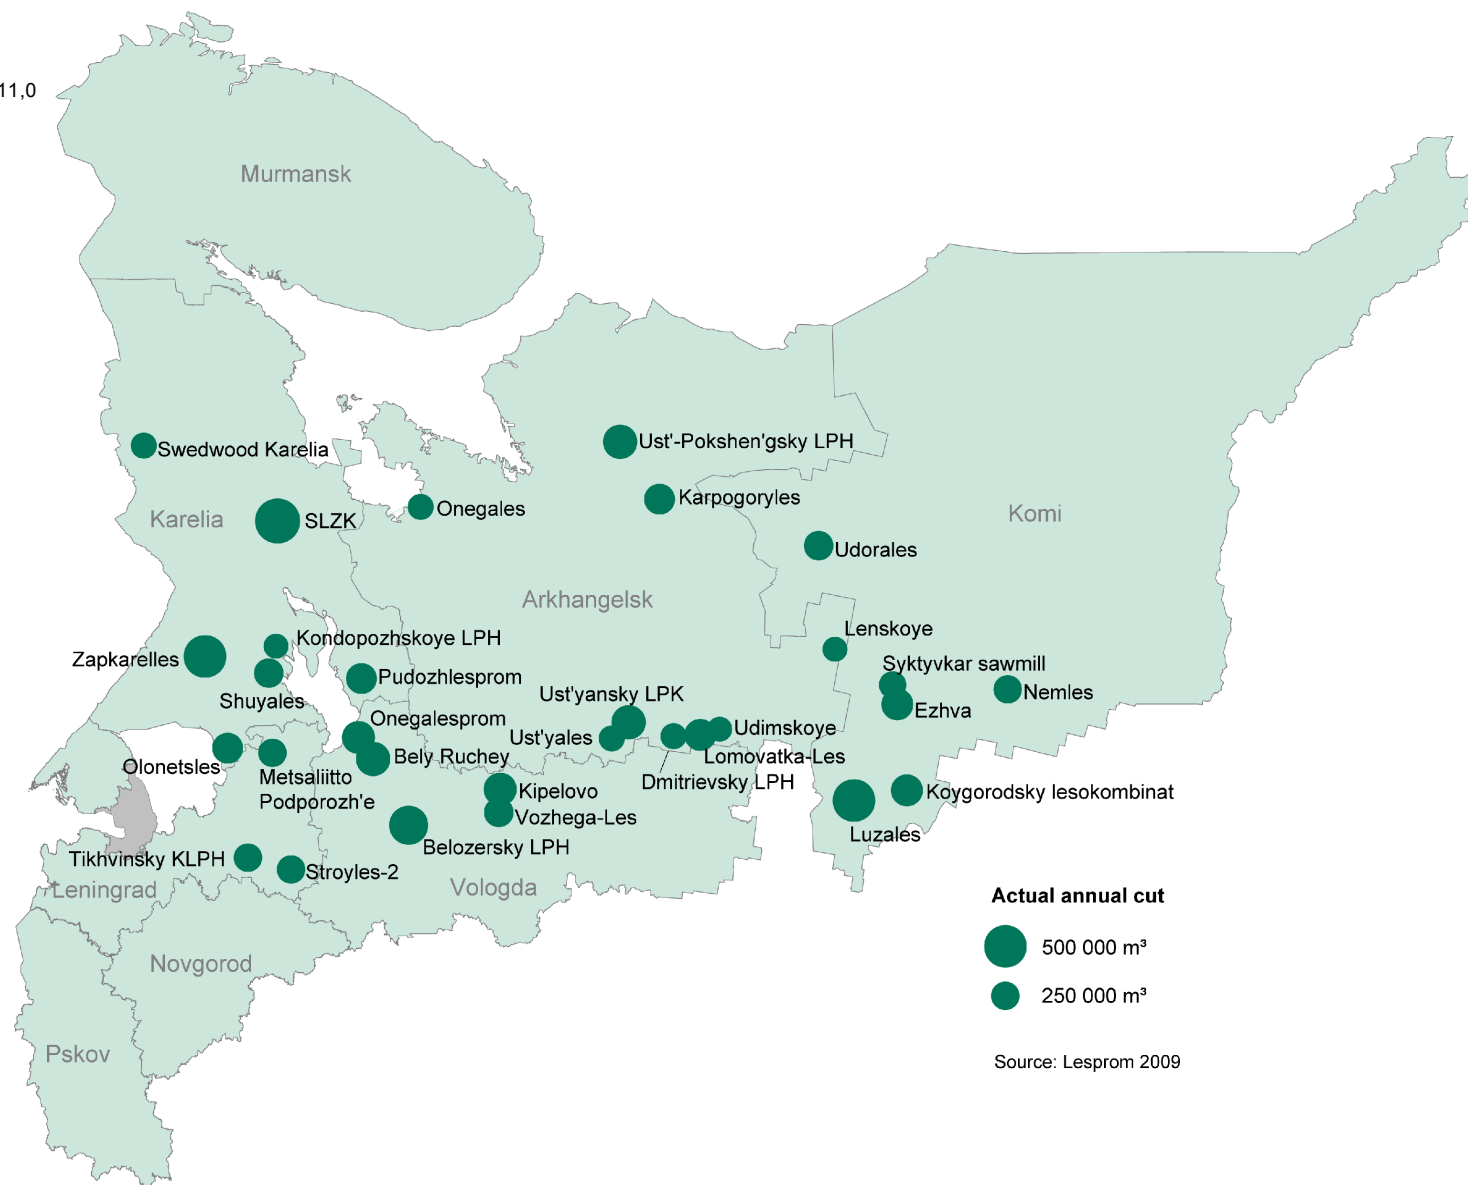 11,0
Murmansk
Swedwood Karelia
Ust'-Pokshen'gsky LPH
Karpogoryles
Onegales
Karelia
SLZK
Komi
Udorales
Arkhangelsk
Lenskoye
Kondopozhskoye LPH
Zapkarelles
Syktyvkar sawmill
Pudozhlesprom
Nemles
Shuyales
Ust'yansky LPK
Ezhva
Onegalesprom
Udimskoye
Ust'yales
Bely Ruchey
Lomovatka-Les
Olonetsles
Metsaliitto
Podporozh'e
Dmitrievsky LPH
Kipelovo
Koygorodsky lesokombinat
Vozhega-Les
Luzales
Belozersky LPH
Tikhvinsky KLPH
Stroyles-2
Leningrad
Vologda
Actual annual cut
500 000 m³
250 000 m³
Novgorod
Pskov
Source: Lesprom 2009